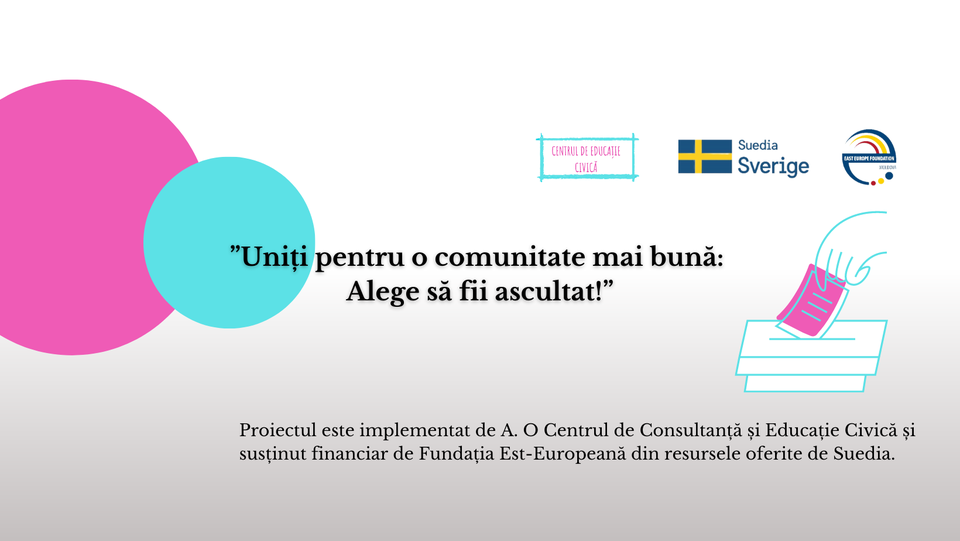 CENTRUL DE EDUCAȚIE
CIVICĂ
Suedia
Sverige
EAST EUROPE FOUNDATION
MOLDOVA
”Uniți pentru o comunitate mai bună:
Alege să fii ascultat!”
Proiectul este implementat de A. O Centrul de Consultanță și Educație Civică și
susținut financiar de Fundația Est-Europeană din resursele oferite de Suedia.